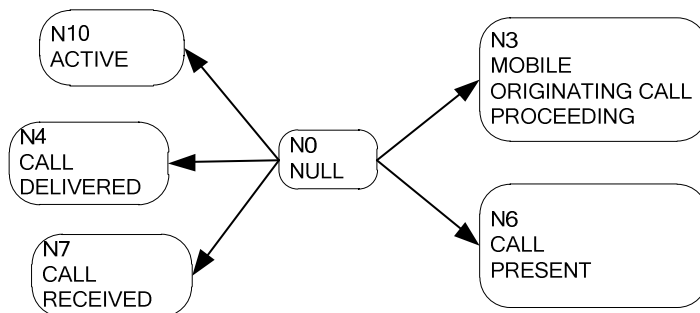 N10
ACTIVE
N3
MOBILE
ORIGINATING CALL
PROCEEDING
N4
CALL
DELIVERED
N0
NULL
N7
CALL
RECEIVED
N6
CALL
PRESENT